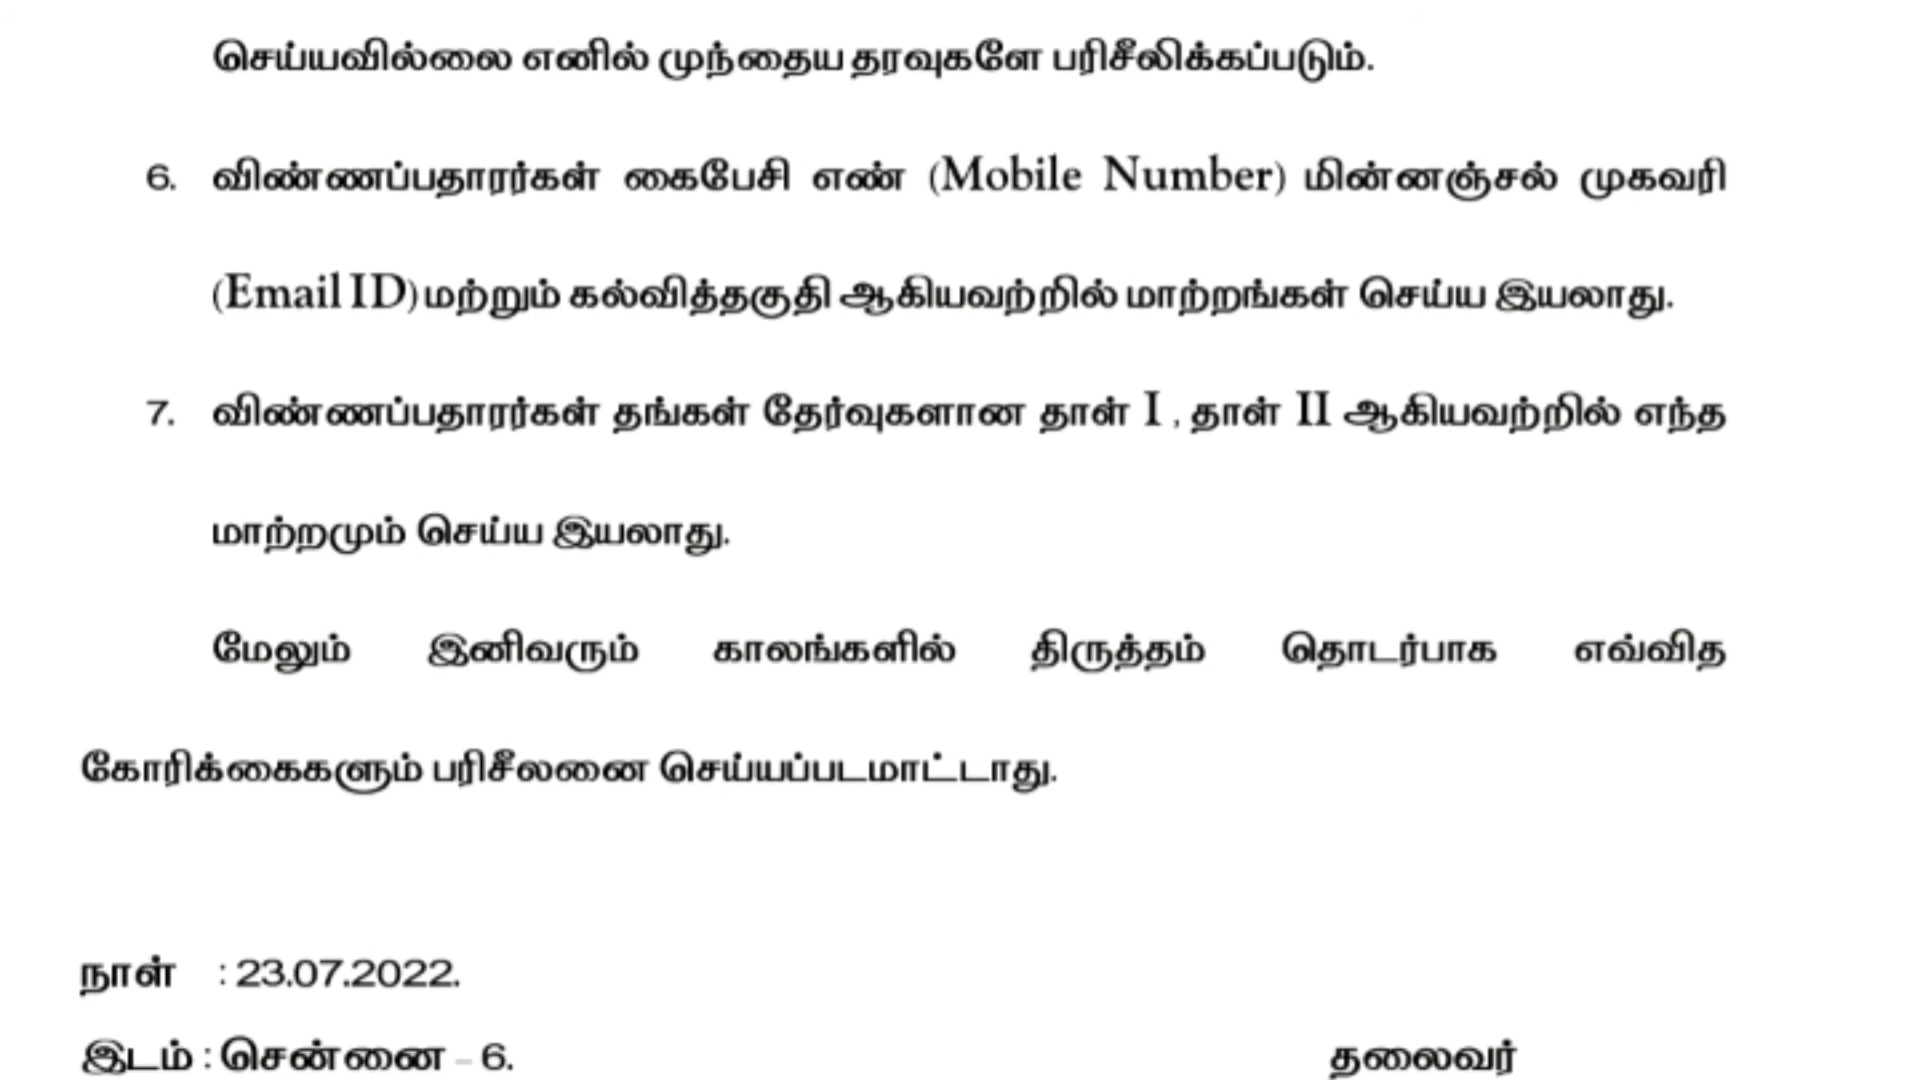 செய்யவில்லை எனில் முந்தைய தரவுகளே பரிசீலிக்கப்படும்.
6. விண்ணப்பதாரர்கள் கைபேசி எண் (Mobile Number) மின்னஞ்சல் முகவரி
(Email ID) மற்றும் கல்வித்தகுதி ஆகியவற்றில் மாற்றங்கள் செய்ய இயலாது.
7. விண்ணப்பதாரர்கள் தங்கள் தேர்வுகளான தாள் I , தாள் II ஆகியவற்றில் எந்த
மாற்றமும் செய்ய இயலாது.
மேலும் இனிவரும் காலங்களில் திருத்தம் தொடர்பாக எவ்வித
கோரிக்கைகளும் பரிசீலனை செய்யப்படமாட்டாது.
நாள் : 23.07.2022.
இடம் : சென்னை – 6. தலைவர்